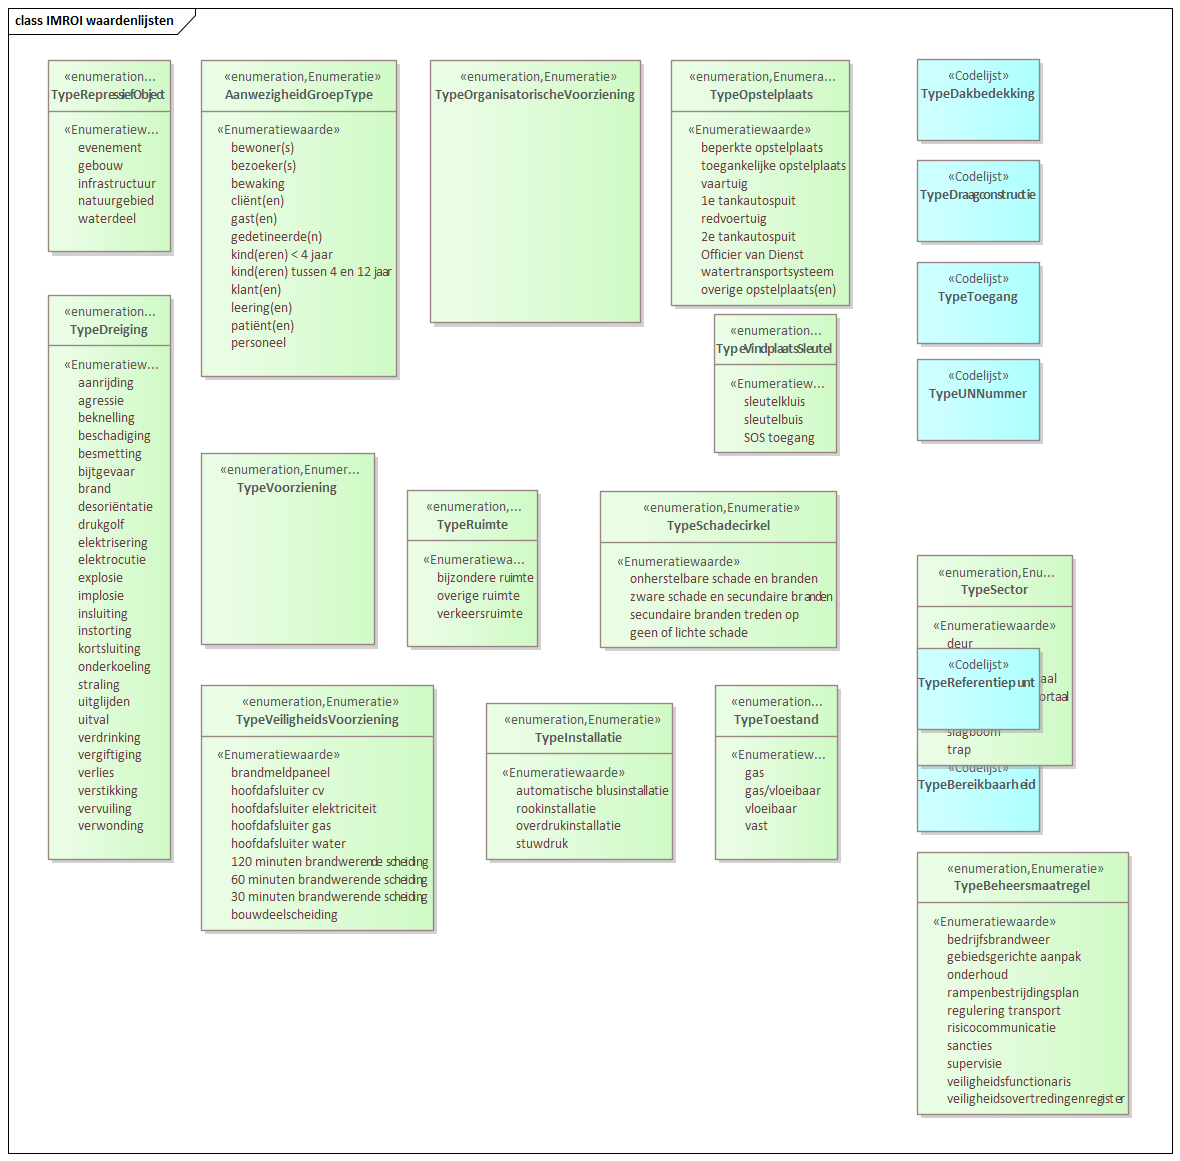 class IMROI waardenlijsten
«enumeration...
TypeRepressiefObject
«Enumeratiew...
evenement
gebouw
infrastructuur
natuurgebied
waterdeel
«enumeration,Enumeratie»
AanwezigheidGroepType
«Enumeratiewaarde»
bewoner(s)
bezoeker(s)
bewaking
cliënt(en)
gast(en)
gedetineerde(n)
kind(eren) < 4 jaar
kind(eren) tussen 4 en 12 jaar
klant(en)
leering(en)
patiënt(en)
personeel
«enumeration,Enumeratie»
TypeOrganisatorischeVoorziening
«enumeration,Enumera...
TypeOpstelplaats
«Enumeratiewaarde»
beperkte opstelplaats
toegankelijke opstelplaats
vaartuig
1e tankautospuit
redvoertuig
2e tankautospuit
Officier van Dienst
watertransportsysteem
overige opstelplaats(en)
«Codelijst»
TypeDakbedekking
«Codelijst»
TypeDraagconstructie
«Codelijst»
TypeToegang
«Codelijst»
TypeUNNummer
«enumeration...
TypeDreiging
«Enumeratiew...
aanrijding
agressie
beknelling
beschadiging
besmetting
bijtgevaar
brand
desoriëntatie
drukgolf
elektrisering
elektrocutie
explosie
implosie
insluiting
instorting
kortsluiting
onderkoeling
straling
uitglijden
uitval
verdrinking
vergiftiging
verlies
verstikking
vervuiling
verwonding
«enumeration...
TypeVindplaatsSleutel
«Enumeratiew...
sleutelkluis
sleutelbuis
SOS toegang
«enumeration,Enumer...
TypeVoorziening
«enumeration,...
TypeRuimte
«Enumeratiewa...
bijzondere ruimte
overige ruimte
verkeersruimte
«enumeration,Enumeratie»
TypeSchadecirkel
«Enumeratiewaarde»
onherstelbare schade en branden
zware schade en secundaire branden
secundaire branden treden op
geen of lichte schade
«enumeration,Enu...
TypeSector
«Enumeratiewaarde»
deur
aal
ortaal
slagboom
trap
«Codelijst»
TypeReferentiepunt
«Codelijst»
TypeBereikbaarheid
«enumeration,Enumeratie»
TypeVeiligheidsVoorziening
«Enumeratiewaarde»
brandmeldpaneel
hoofdafsluiter cv
hoofdafsluiter elektriciteit
hoofdafsluiter gas
hoofdafsluiter water
120 minuten brandwerende scheiding
60 minuten brandwerende scheiding
30 minuten brandwerende scheiding
bouwdeelscheiding
«enumeration,Enumeratie»
TypeInstallatie
«Enumeratiewaarde»
automatische blusinstallatie
rookinstallatie
overdrukinstallatie
stuwdruk
«enumeration...
TypeToestand
«Enumeratiew...
gas
gas/vloeibaar
vloeibaar
vast
«enumeration,Enumeratie»
TypeBeheersmaatregel
«Enumeratiewaarde»
bedrijfsbrandweer
gebiedsgerichte aanpak
onderhoud
rampenbestrijdingsplan
regulering transport
risicocommunicatie
sancties
supervisie
veiligheidsfunctionaris
veiligheidsovertredingenregister